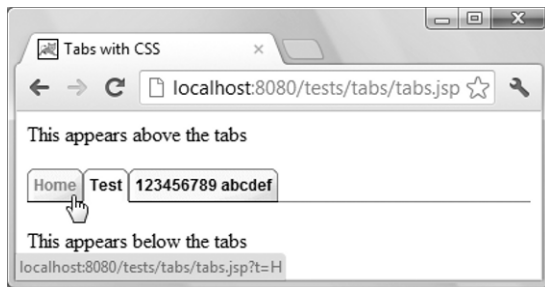 Tabs with CSS
localhost:8080/tests/tabs/tabs.jsp
This appears above the tabs
Home Test 123456789 abcdef
This appears below the tabs
localhost:8080/tests/tabs/tabs.jsp?t=H